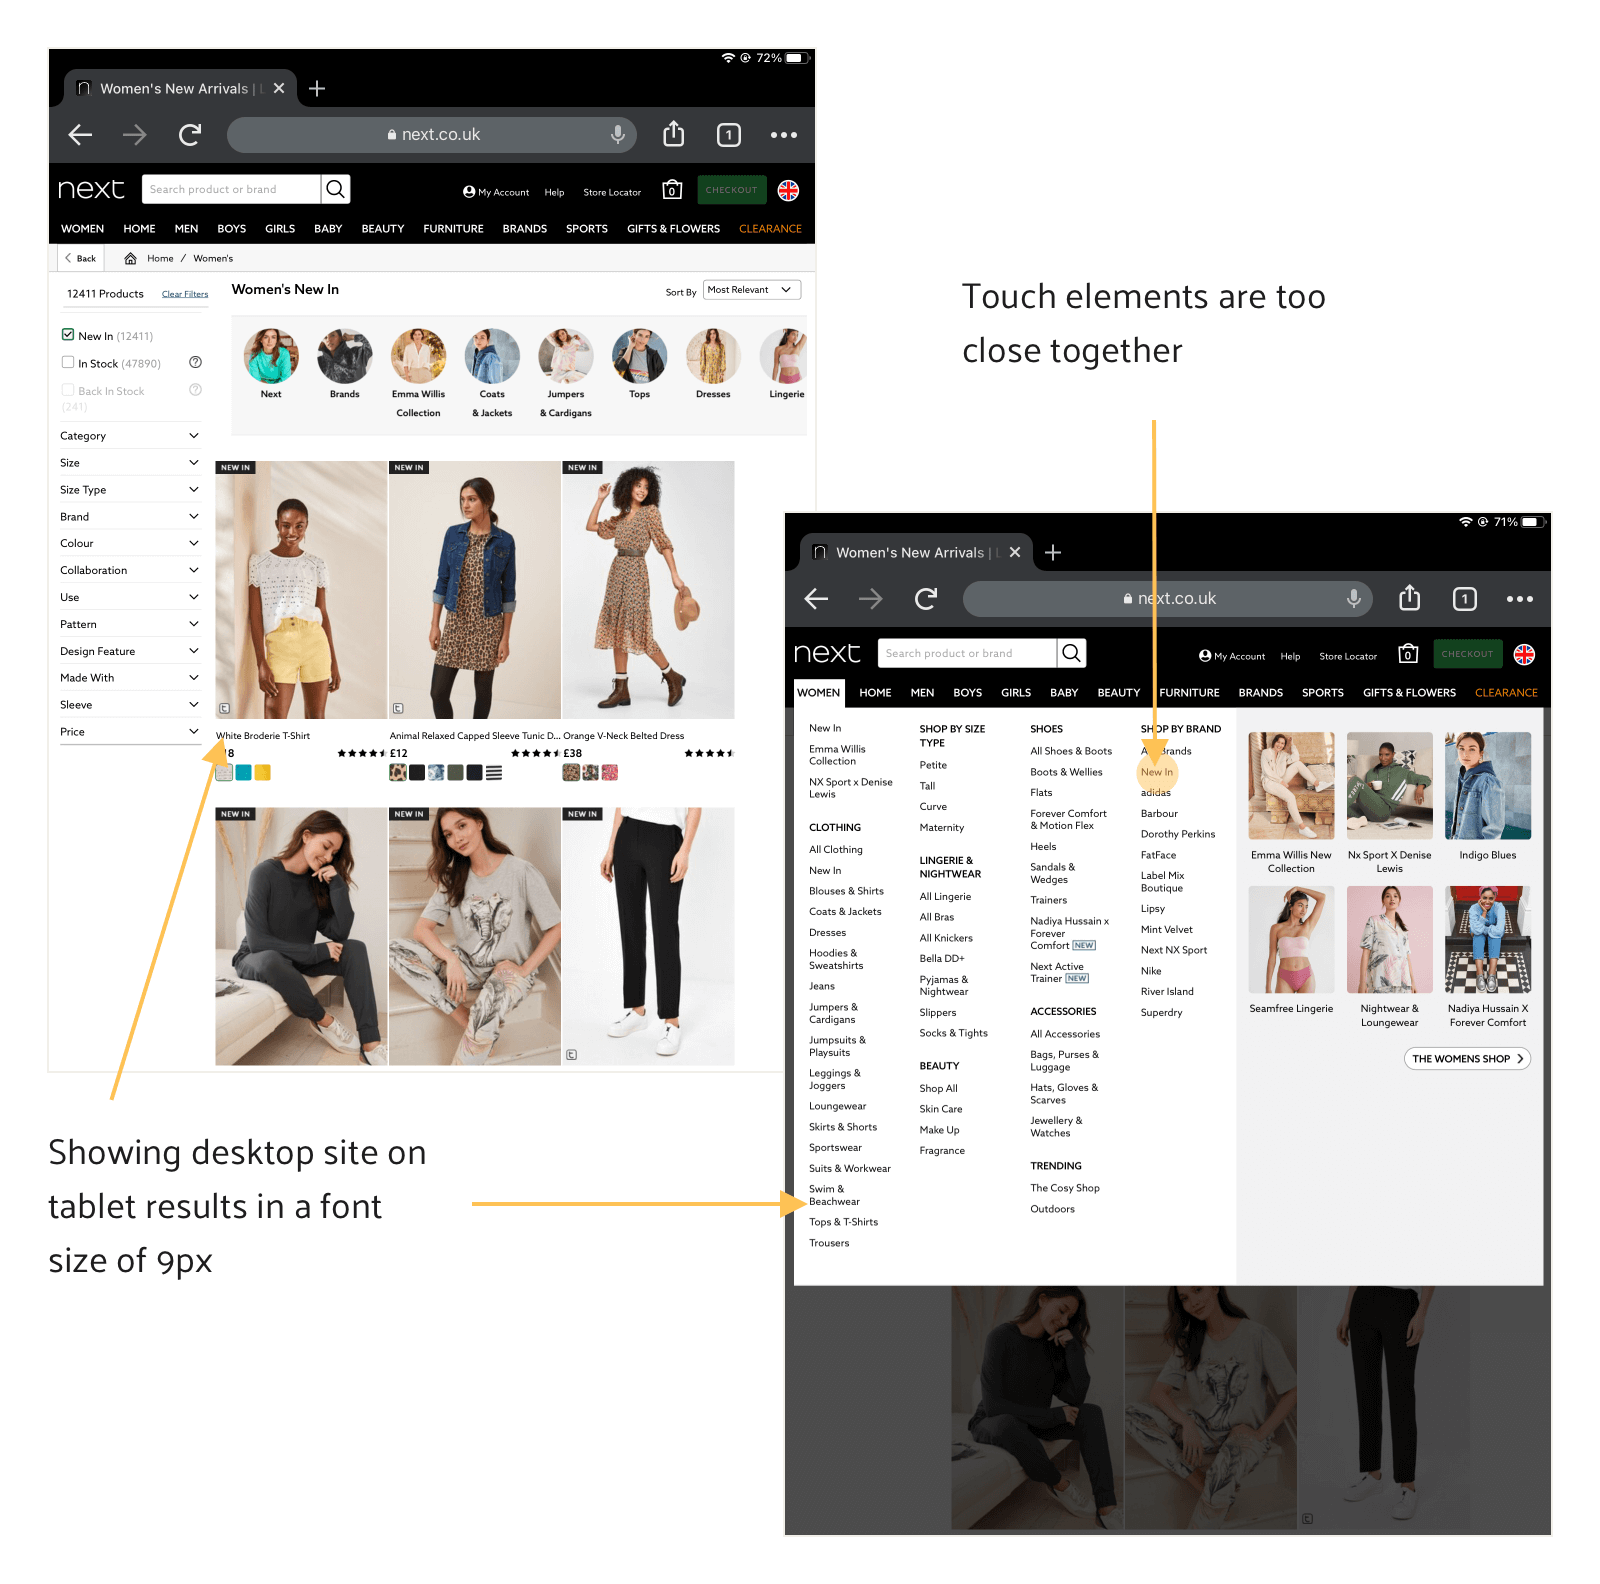 72%
Women's New Arrivals | L
next.co.uk
1
next
Search product or brand
My Account
Help
Store Locator
0
CHECKOUT
WOMEN HOME MEN BOYS GIRLS BABY BEAUTY FURNITURE BRANDS SPORTS GIFTS & FLOWERS CLEARANCE
Back
Home / Women's
12411 Products
Clear Filters
New In (12411)
In Stock (47890)
Back In Stock
(241)
Category
Size
Size Type
Brand
Colour
Collaboration
Use
Pattern
Design Feature
Made With
Sleeve
Price
Women's New In
Sort By
Most Relevant
Next
Brands
Emma Willis
Collection
Coats
& Jackets
Jumpers
& Cardigans
Tops
Dresses
Lingerie
NEW IN
NEW IN
NEW IN
White Broderie T-Shirt
Animal Relaxed Capped Sleeve Tunic D...
£12
Orange V-Neck Belted Dress
£38
NEW IN
NEW IN
NEW IN
Showing desktop site on
tablet results in a font
size of 9px
Touch elements are too
close together
71%
Women's New Arrivals | L
next.co.uk
1
next
Search product or brand
My Account
Help
Store Locator
0
CHECKOUT
WOMEN HOME MEN BOYS GIRLS BABY BEAUTY FURNITURE BRANDS SPORTS GIFTS & FLOWERS CLEARANCE
New In
Emma Willis
Collection
NX Sport x Denise
Lewis
CLOTHING
All Clothing
New In
Blouses & Shirts
Coats & Jackets
Dresses
Hoodies &
Sweatshirts
Jeans
Jumpers &
Cardigans
Jumpsuits &
Playsuits
Leggings &
Joggers
Loungewear
Skirts & Shorts
Sportswear
Suits & Workwear
Swim &
Beachwear
Tops & T-Shirts
Trousers
SHOP BY SIZE
TYPE
Petite
Tall
Curve
Maternity
LINGERIE &
NIGHTWEAR
All Lingerie
All Bras
All Knickers
Bella DD+
Pyjamas &
Nightwear
Slippers
Socks & Tights
BEAUTY
Shop All
Skin Care
Make Up
Fragrance
SHOES
All Shoes & Boots
Boots & Wellies
Flats
Forever Comfort
& Motion Flex
Heels
Sandals &
Wedges
Trainers
Nadiya Hussain x
Forever
Comfort NEW
Next Active
Trainer NEW
ACCESSORIES
All Accessories
Bags, Purses &
Luggage
Hats, Gloves &
Scarves
Jewellery &
Watches
TRENDING
The Cosy Shop
Outdoors
SHOP BY BRAND
All Brands
New In
adidas
Barbour
Dorothy Perkins
FatFace
Label Mix
Boutique
Lipsy
Mint Velvet
Next NX Sport
Nike
River Island
Superdry
Emma Willis New
Collection
Nx Sport X Denise
Lewis
Indigo Blues
Seamfree Lingerie
Nightwear &
Loungewear
Nadiya Hussain X
Forever Comfort
THE WOMENS SHOP